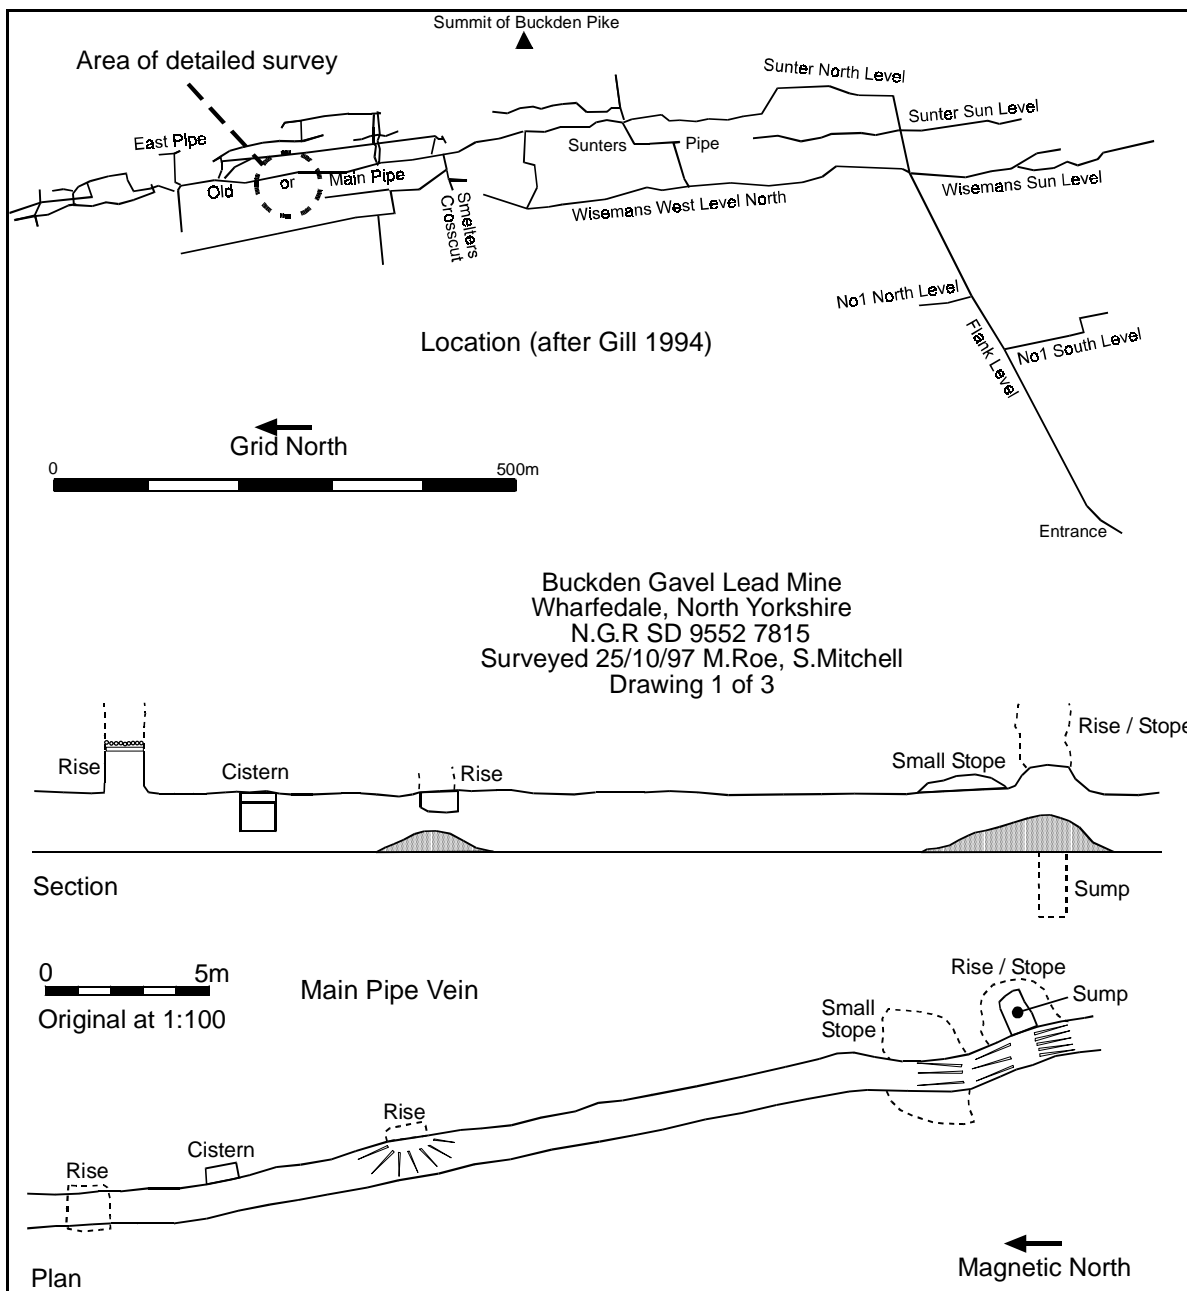 Summit of Buckden Pike
Area of detailed survey
Sunter North Level
Sunter Sun Level
East Pipe
Sunters Pipe
Old or Main Pipe
Wisemans Sun Level
Wisemans West Level North
Smelters
Crosscut
No1 North Level
Flank Level
No1 South Level
Location (after Gill 1994)
Grid North
0 500m
Entrance
Buckden Gavel Lead Mine
Wharfedale, North Yorkshire
N.G.R SD 9552 7815
Surveyed 25/10/97 M.Roe, S.Mitchell
Drawing 1 of 3
Rise
Cistern
Rise
Small Stope
Rise / Stope
Section
Sump
0 5m
Original at 1:100
Main Pipe Vein
Rise / Stope
Sump
Small
Stope
Rise
Cistern
Rise
Magnetic North
Plan